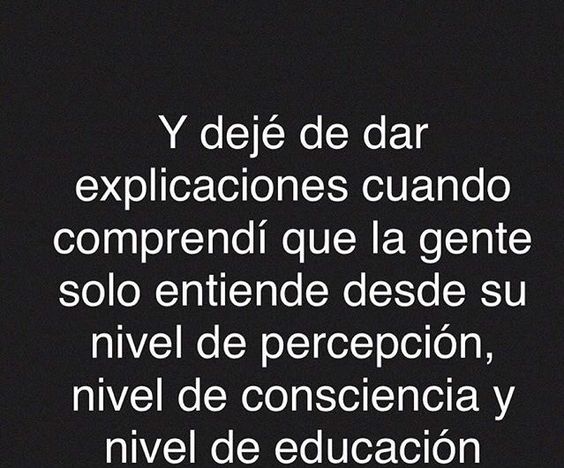 Y dejé de dar
explicaciones cuando
comprendí que la gente
solo entiende desde su
nivel de percepción,
nivel de consciencia y
nivel de educación